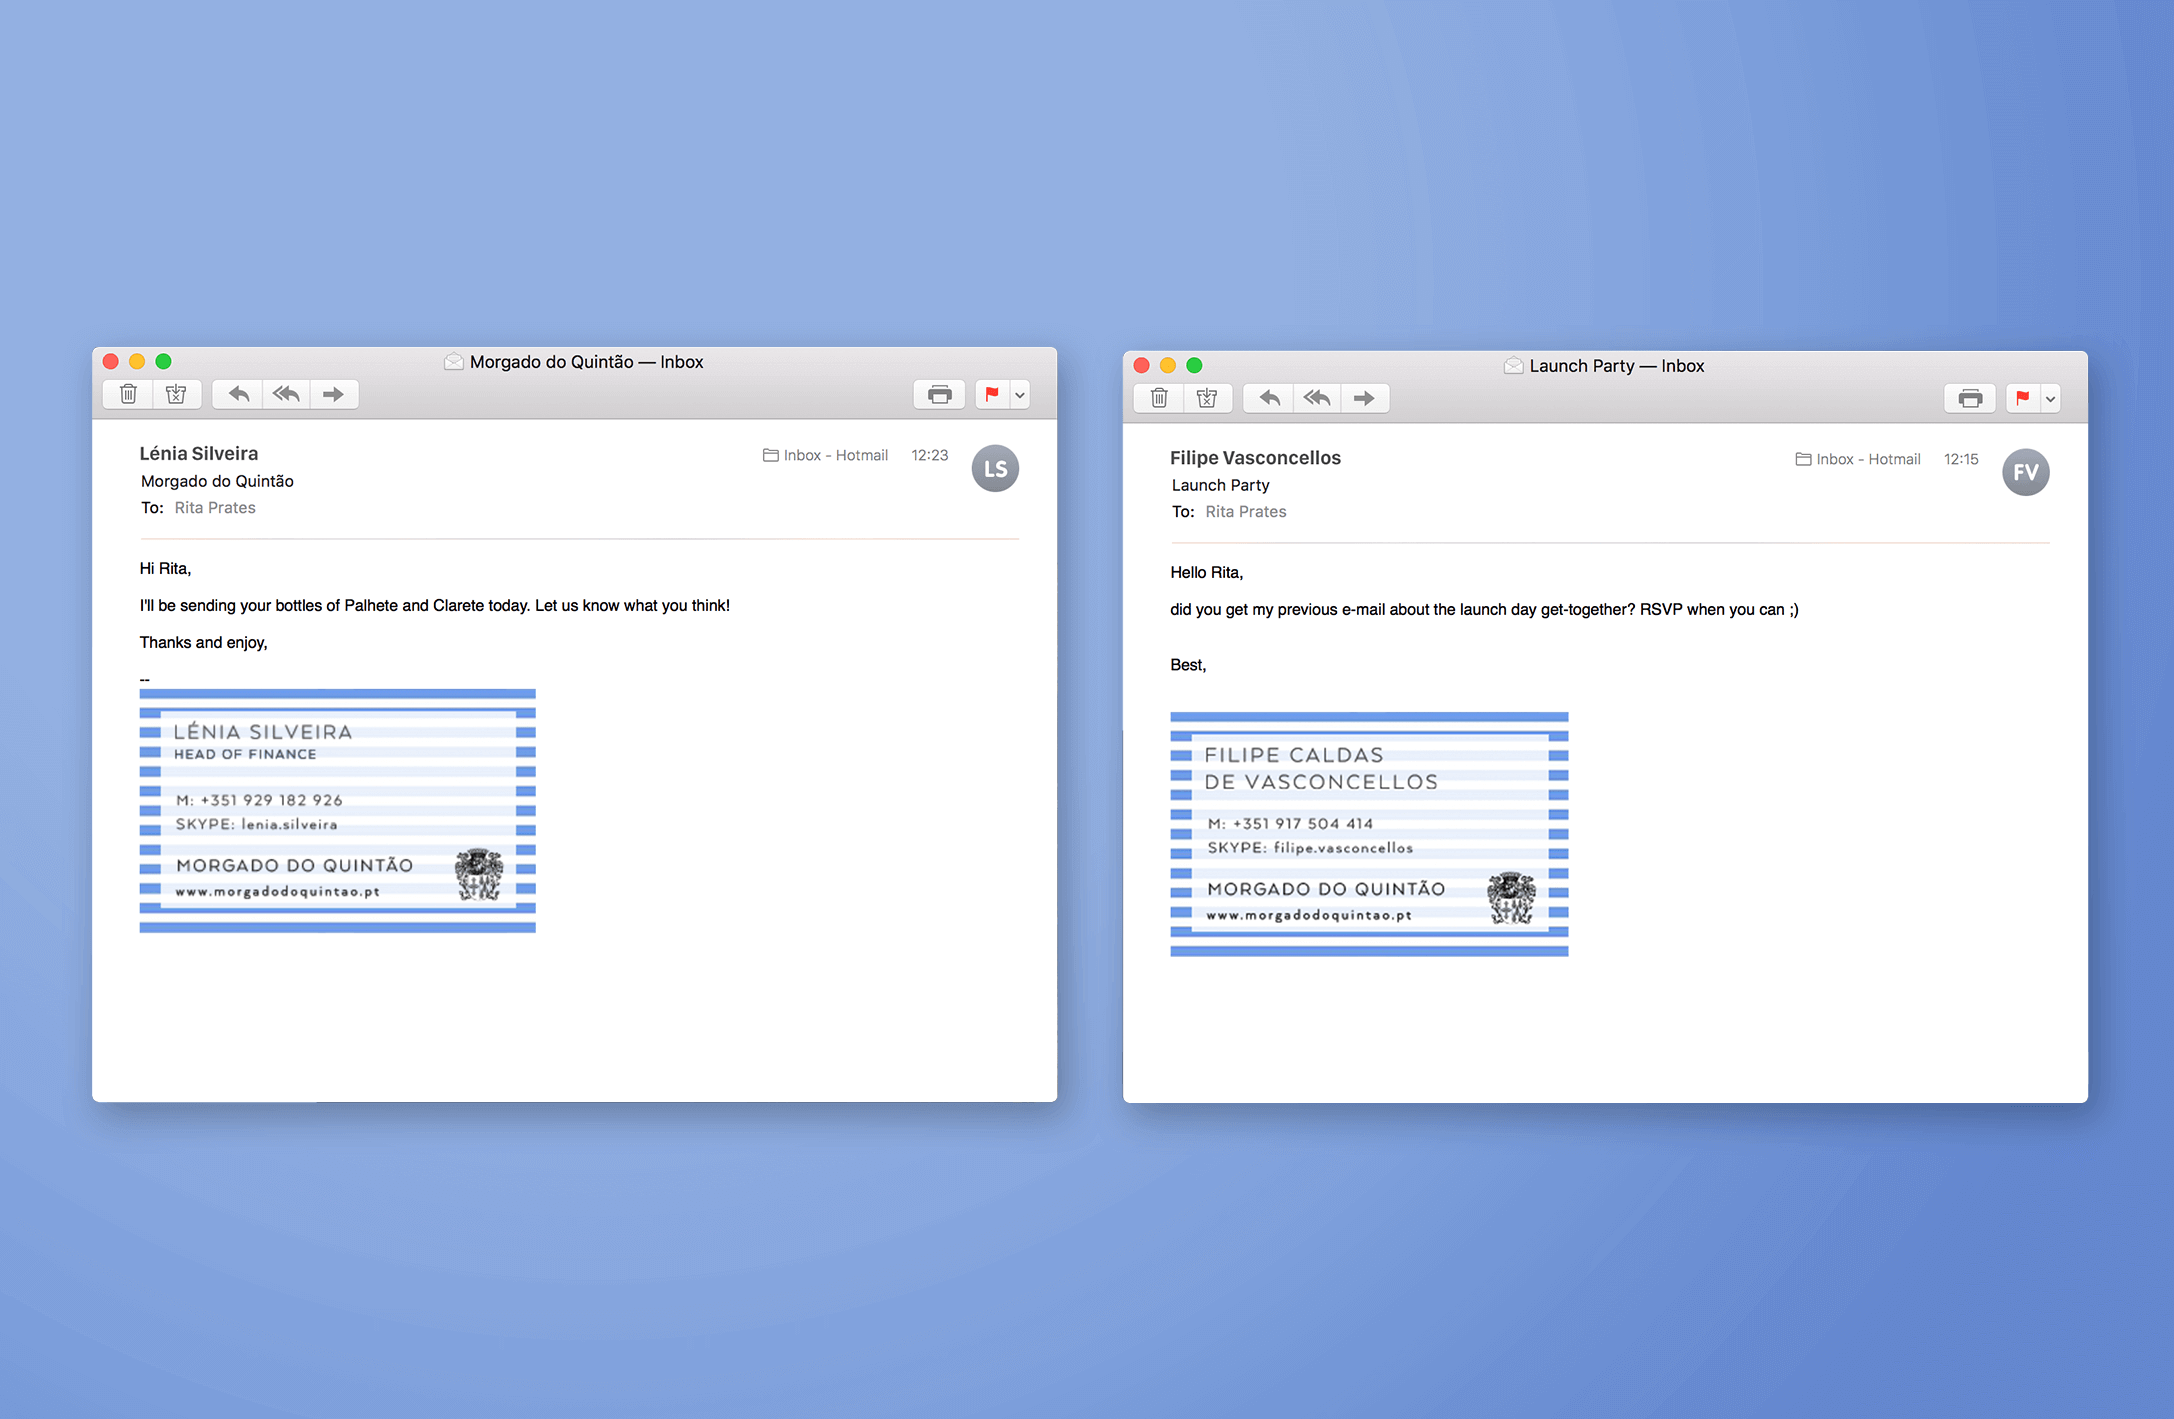 Morgado do Quintão — Inbox
Lénia Silveira
Inbox - Hotmail 12:23
LS
Morgado do Quintão
To: Rita Prates
Hi Rita,
I'll be sending your bottles of Palhete and Clarete today. Let us know what you think!
Thanks and enjoy,
--
LÉNIA SILVEIRA
HEAD OF FINANCE
M: +351 929 182 926
SKYPE: lenia.silveira
MORGADO DO QUINTÃO
www.morgadodoquintao.pt
Launch Party — Inbox
Filipe Vasconcellos
Inbox - Hotmail 12:15
FV
Launch Party
To: Rita Prates
Hello Rita,
did you get my previous e-mail about the launch day get-together? RSVP when you can ;)
Best,
FILIPE CALDAS
DE VASCONCELLOS
M: +351 917 504 414
SKYPE: filipe.vasconcellos
MORGADO DO QUINTÃO
www.morgadodoquintao.pt